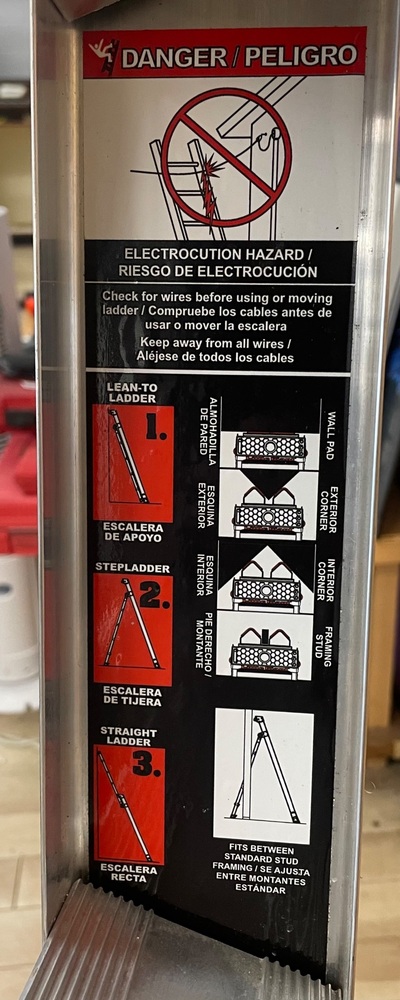 DANGER / PELIGRO
ELECTROCUTION HAZARD /
RIESGO DE ELECTROCUCIÓN
Check for wires before using or moving
ladder / Compruebe los cables antes de
usar o mover la escalera
Keep away from all wires /
Aléjese de todos los cables
LEAN-TO
LADDER
1.
ESCALERA
DE APOYO
STEPLADDER
2.
ESCALERA
DE TIJERA
STRAIGHT
LADDER
3.
ESCALERA
RECTA
ALMOHADILLA
DE PARED
WALL PAD
ESQUINA
EXTERIOR
EXTERIOR
CORNER
ESQUINA
INTERIOR
INTERIOR
CORNER
PIE DERECHO /
MONTANTE
FRAMING
STUD
FITS BETWEEN
STANDARD STUD
FRAMING / SE AJUSTA
ENTRE MONTANTES
ESTÁNDAR